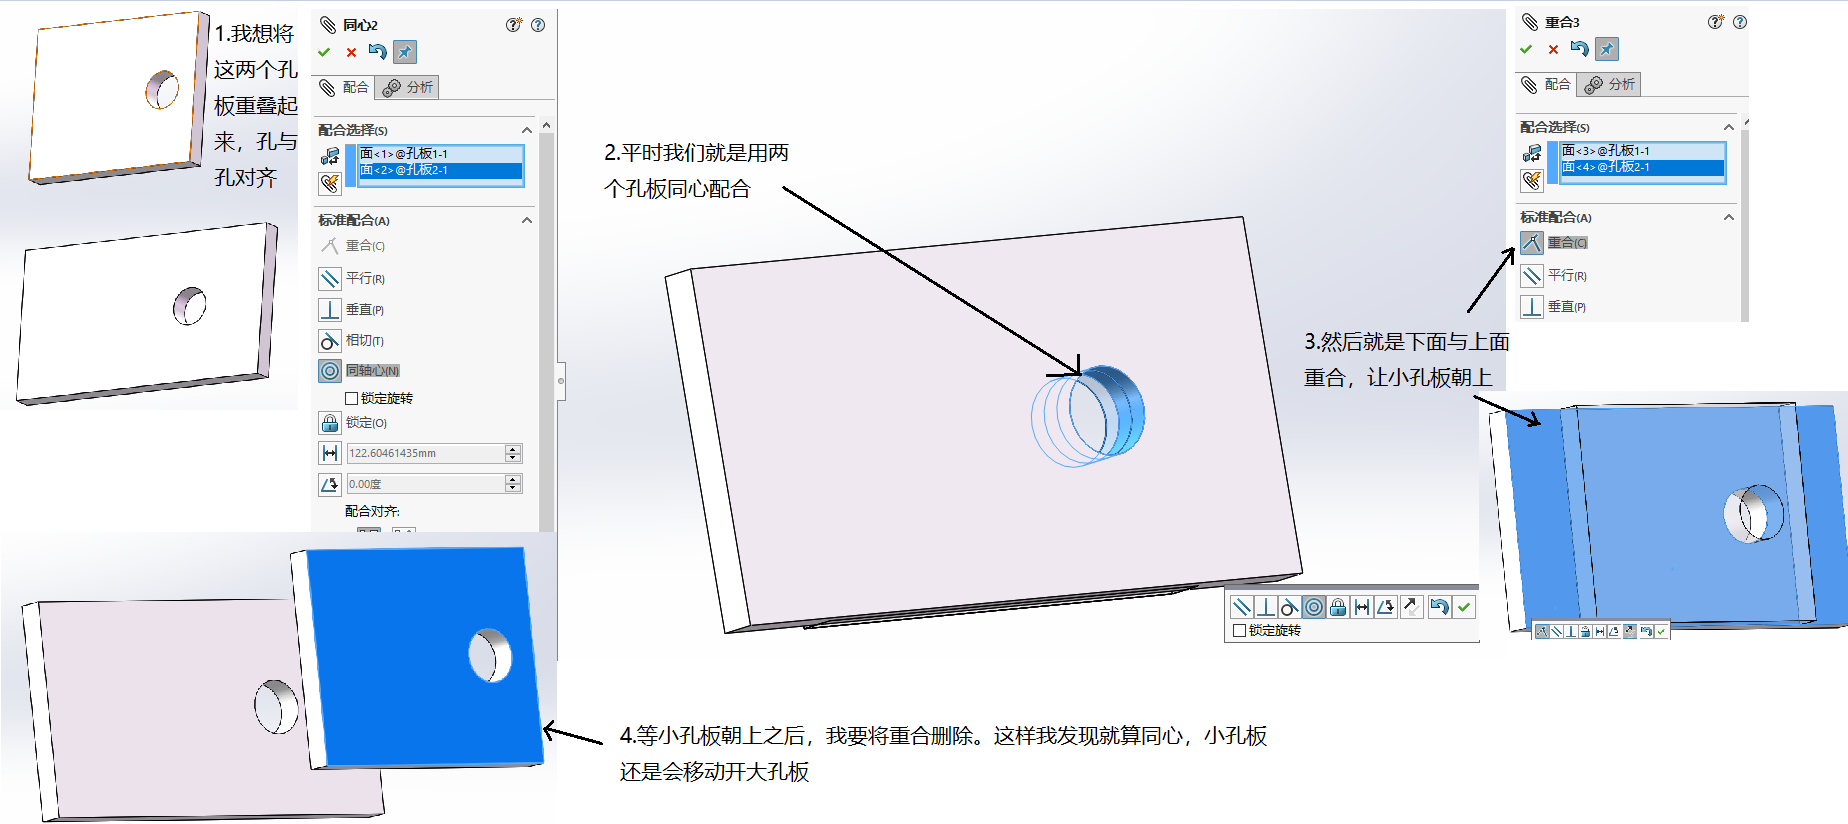 1.我想将
这两个孔
板重叠起
来，孔与
孔对齐
同心2
配合
分析
配合选择(S)
面<1>@孔板1-1
面<2>@孔板2-1
标准配合(A)
重合(C)
平行(R)
垂直(P)
相切(T)
同轴心(N)
锁定旋转
锁定(O)
122.60461435mm
0.00度
配合对齐:
2.平时我们就是用两
个孔板同心配合
锁定旋转
重合3
配合
分析
配合选择(S)
面<3>@孔板1-1
面<4>@孔板2-1
标准配合(A)
重合(C)
平行(R)
垂直(P)
3.然后就是下面与上面
重合，让小孔板朝上
4.等小孔板朝上之后，我要将重合删除。这样我发现就算同心，小孔板
还是会移动开大孔板